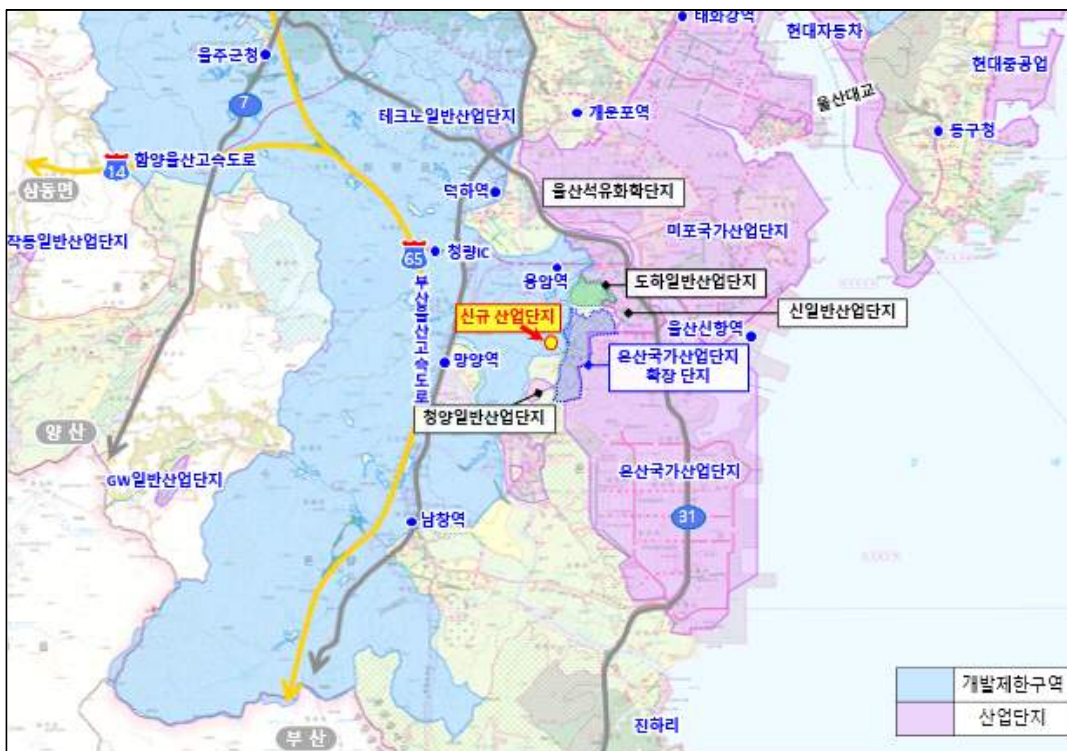 태화강역
현대자동차
현대중공업
울주군청
7
테크노일반산업단지
개운포역
울산대교
동구청
함양울산고속도로
14
삼동면
덕하역
울산석유화학단지
작동일반산업단지
65
청량IC
미포국가산업단지
용암역
도하일반산업단지
신규 산업단지
신일반산업단지
부산울산고속도로
울산신항역
망양역
온산국가산업단지
확장 단지
청양일반산업단지
양 산
GW일반산업단지
온산국가산업단지
남창역
31
개발제한구역
산업단지
진하리
부 산